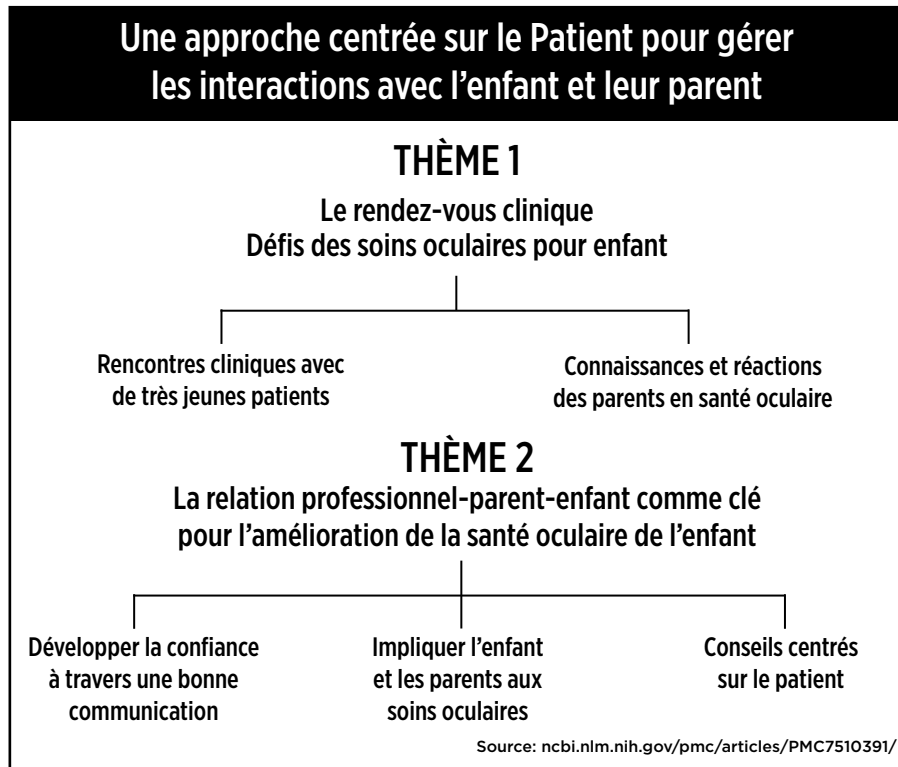 Une approche centrée sur le Patient pour gérer
les interactions avec l'enfant et leur parent
THÈME 1
Le rendez-vous clinique
Défis des soins oculaires pour enfant
Rencontres cliniques avec
de très jeunes patients
Connaissances et réactions
des parents en santé oculaire
THÈME 2
La relation professionnel-parent-enfant comme clé
pour l'amélioration de la santé oculaire de l'enfant
Développer la confiance
à travers une bonne
communication
Impliquer l'enfant
et les parents aux
soins oculaires
Conseils centrés
sur le patient
Source: ncbi.nlm.nih.gov/pmc/articles/PMC7510391/